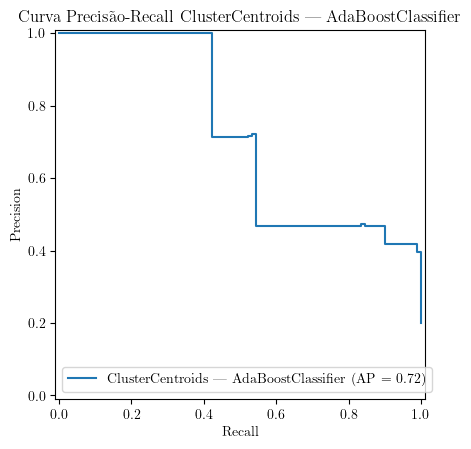 Curva Precisão-Recall ClusterCentroids — AdaBoostClassifier
1.0
0.8
0.6
0.4
0.2
0.0
Precision
ClusterCentroids — AdaBoostClassifier (AP = 0.72)
0.0 0.2 0.4 0.6 0.8 1.0
Recall